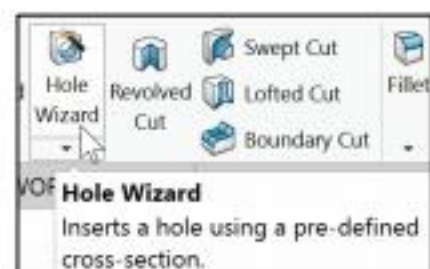 Hole
Wizard
Revolved
Cut
Swept Cut
Lofted Cut
Boundary Cut
Fillet
Hole Wizard
Inserts a hole using a pre-defined
cross-section.